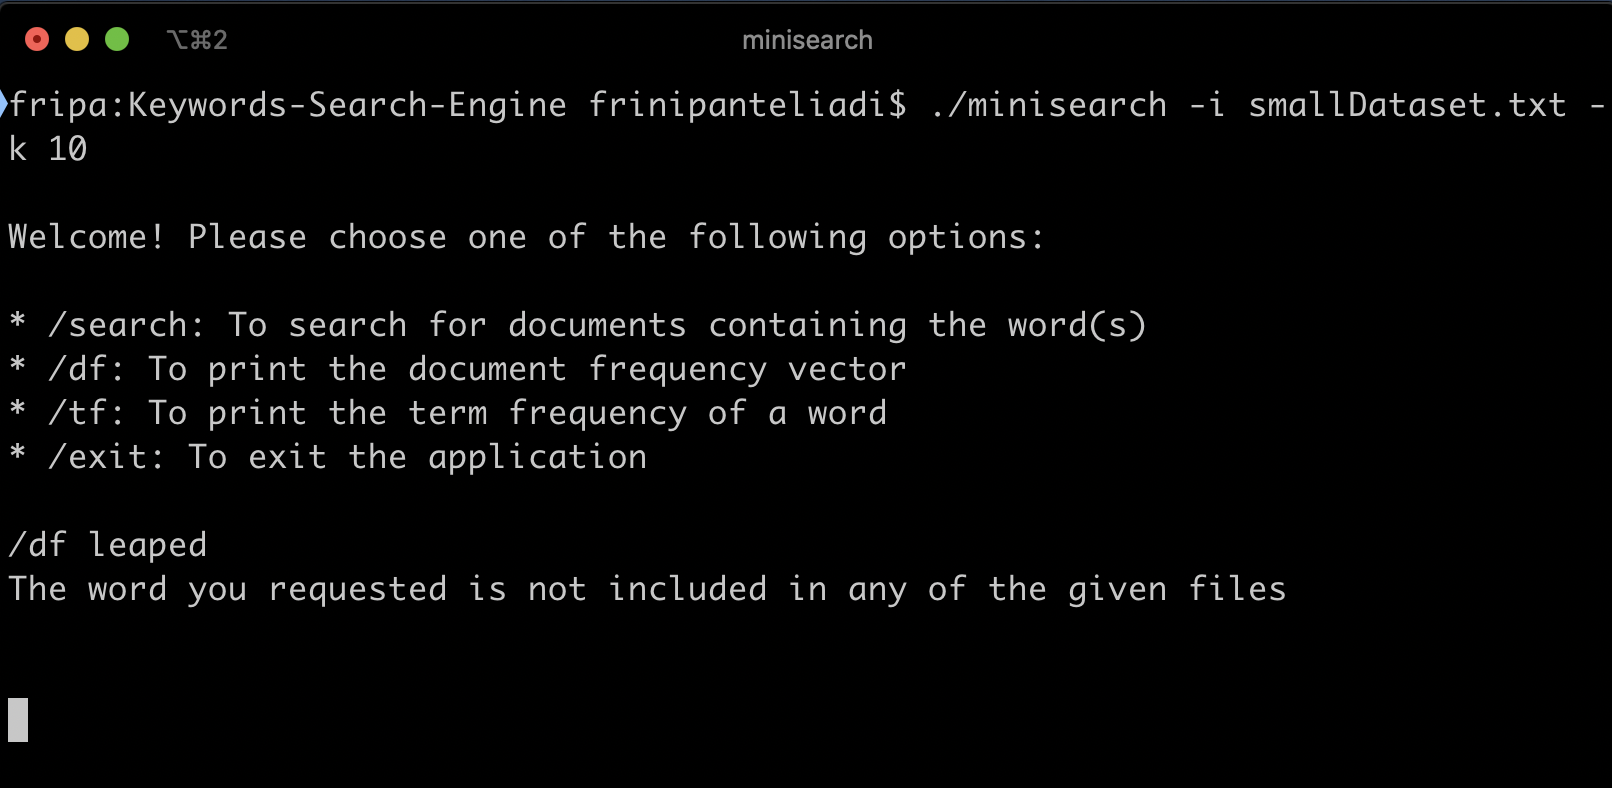 ⌥⌘2
minisearch
fripa:Keywords-Search-Engine frinipanteliadi$ ./minisearch -i smallDataset.txt -
k 10
Welcome! Please choose one of the following options:
* /search: To search for documents containing the word(s)
* /df: To print the document frequency vector
* /tf: To print the term frequency of a word
* /exit: To exit the application
/df leaped
The word you requested is not included in any of the given files